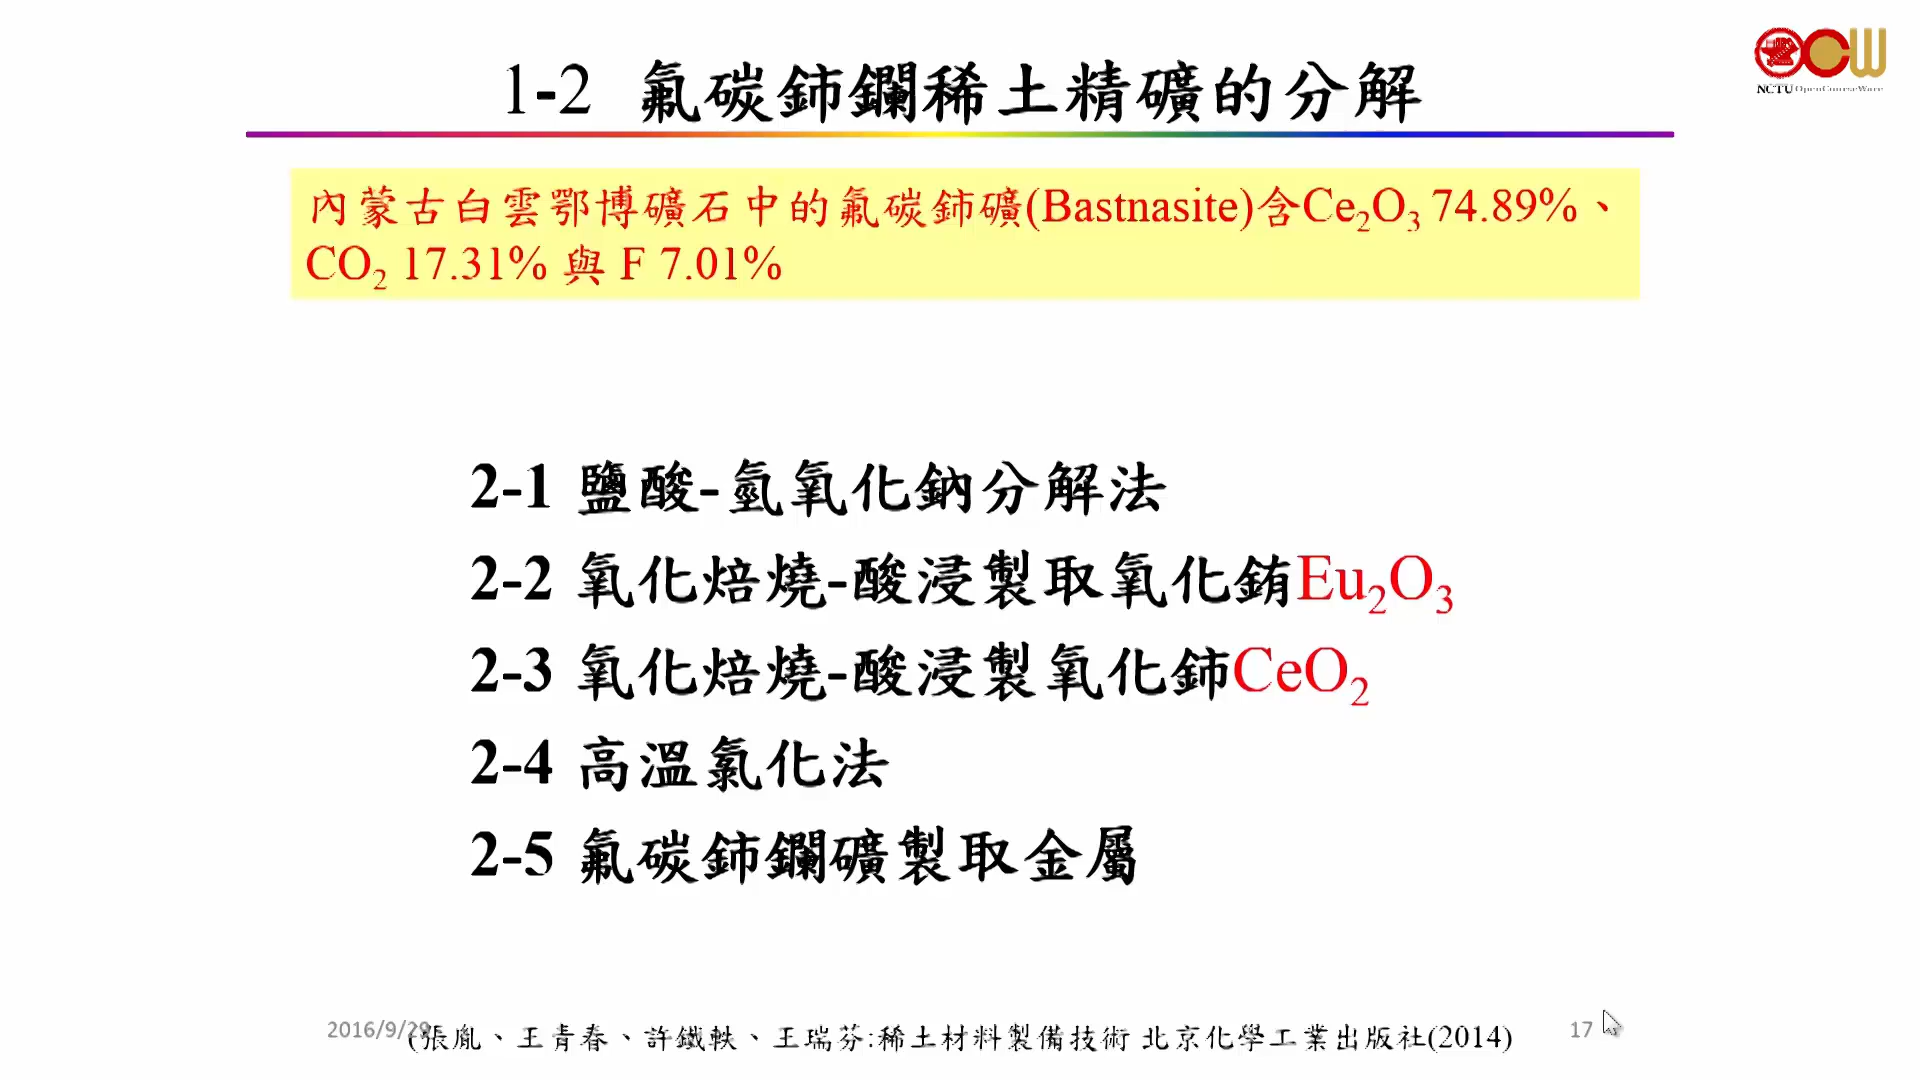 1-2 氟碳鈰鑭稀土精礦的分解
NCTU OpenCourseWare
內蒙古白雲鄂博礦石中的氟碳鈰礦(Bastnasite)含Ce₂O₃ 74.89%、
CO₂ 17.31% 與 F 7.01%
2-1 鹽酸-氫氧化鈉分解法
2-2 氧化焙燒-酸浸製取氧化銪Eu₂O₃
2-3 氧化焙燒-酸浸製氧化鈰CeO₂
2-4 高溫氯化法
2-5 氟碳鈰鑭礦製取金屬
2016/9/29
(張胤、王青春、許鐵軼、王瑞芬:稀土材料製備技術 北京化學工業出版社(2014)
17